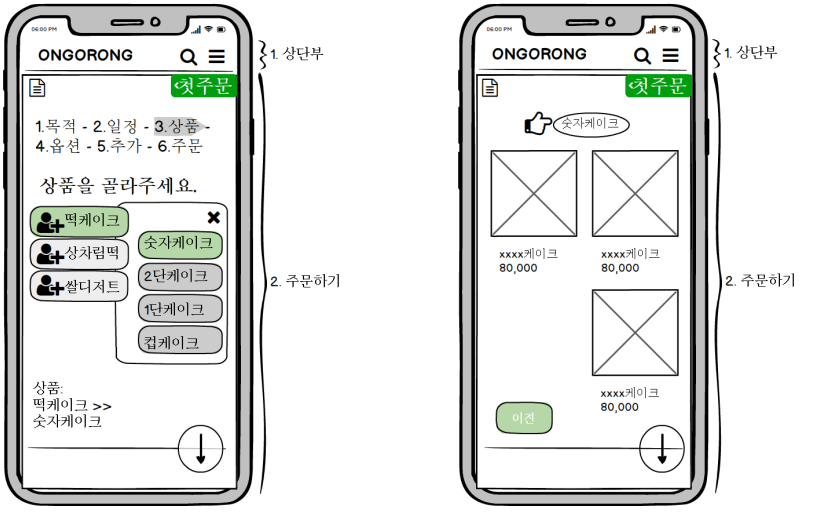 06:00 PM
ONGORONG
1. 상단부
<첫주문
1.목적 - 2.일정 - 3.상품 -
4.옵션 - 5.추가 - 6.주문
상품을 골라주세요.
떡케이크
상차림떡
쌀디저트
숫자케이크
2단케이크
1단케이크
컵케이크
2. 주문하기
상품:
떡케이크 >>
숫자케이크
06:00 PM
ONGORONG
1. 상단부
<첫주문
숫자케이크
xxxx케이크
80,000
xxxx케이크
80,000
2. 주문하기
xxxx케이크
80,000
이전